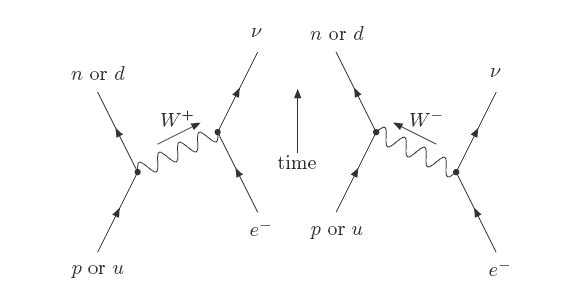 ν
n or d
n or d
ν
W⁺
W⁻
time
e⁻
p or u
p or u
e⁻